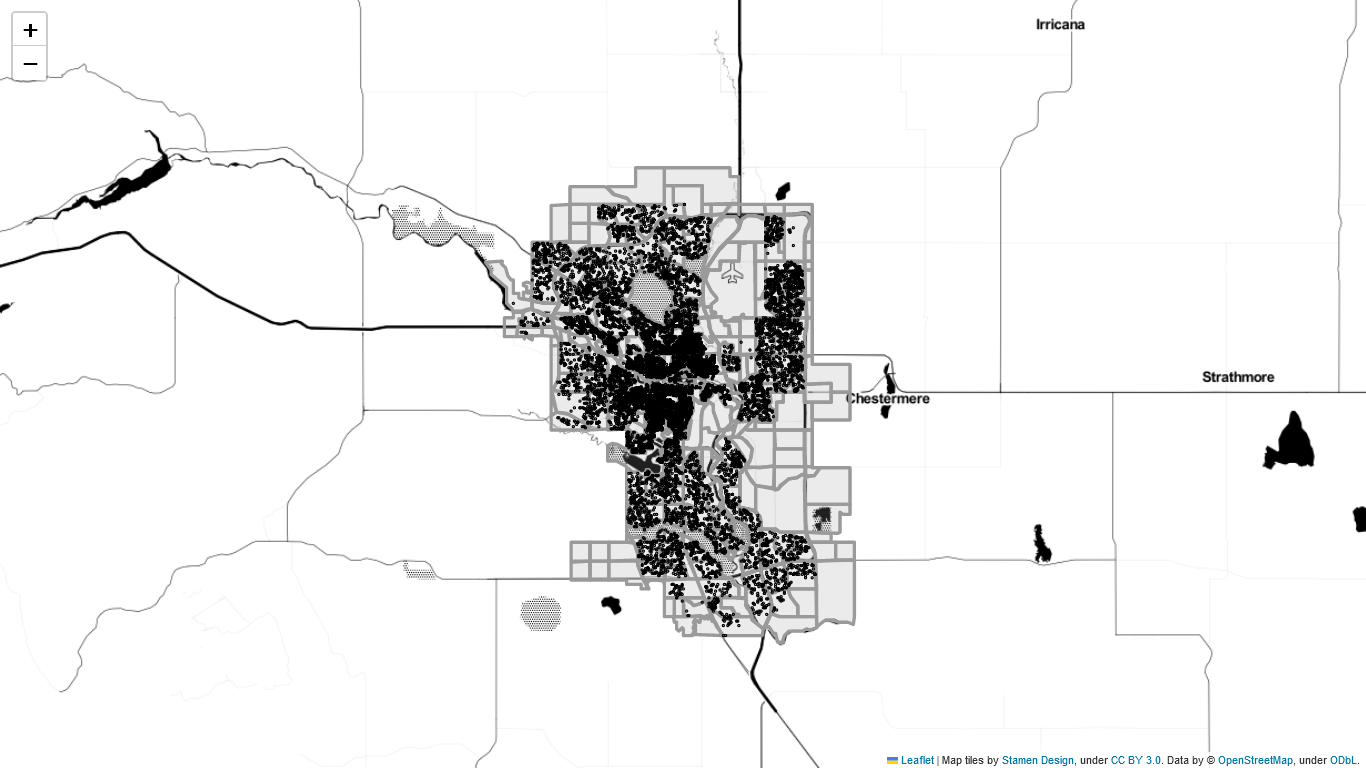 +
−
Irricana
Strathmore
Chestermere
Leaflet | Map tiles by Stamen Design, under CC BY 3.0. Data by © OpenStreetMap, under ODbL.